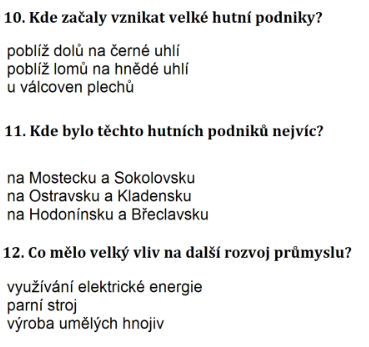 10. Kde začaly vznikat velké hutní podniky?
poblíž dolů na černé uhlí
poblíž lomů na hnědé uhlí
u válcoven plechů
11. Kde bylo těchto hutních podniků nejvíc?
na Mostecku a Sokolovsku
na Ostravsku a Kladensku
na Hodonínsku a Břeclavsku
12. Co mělo velký vliv na další rozvoj průmyslu?
využívání elektrické energie
parní stroj
výroba umělých hnojiv